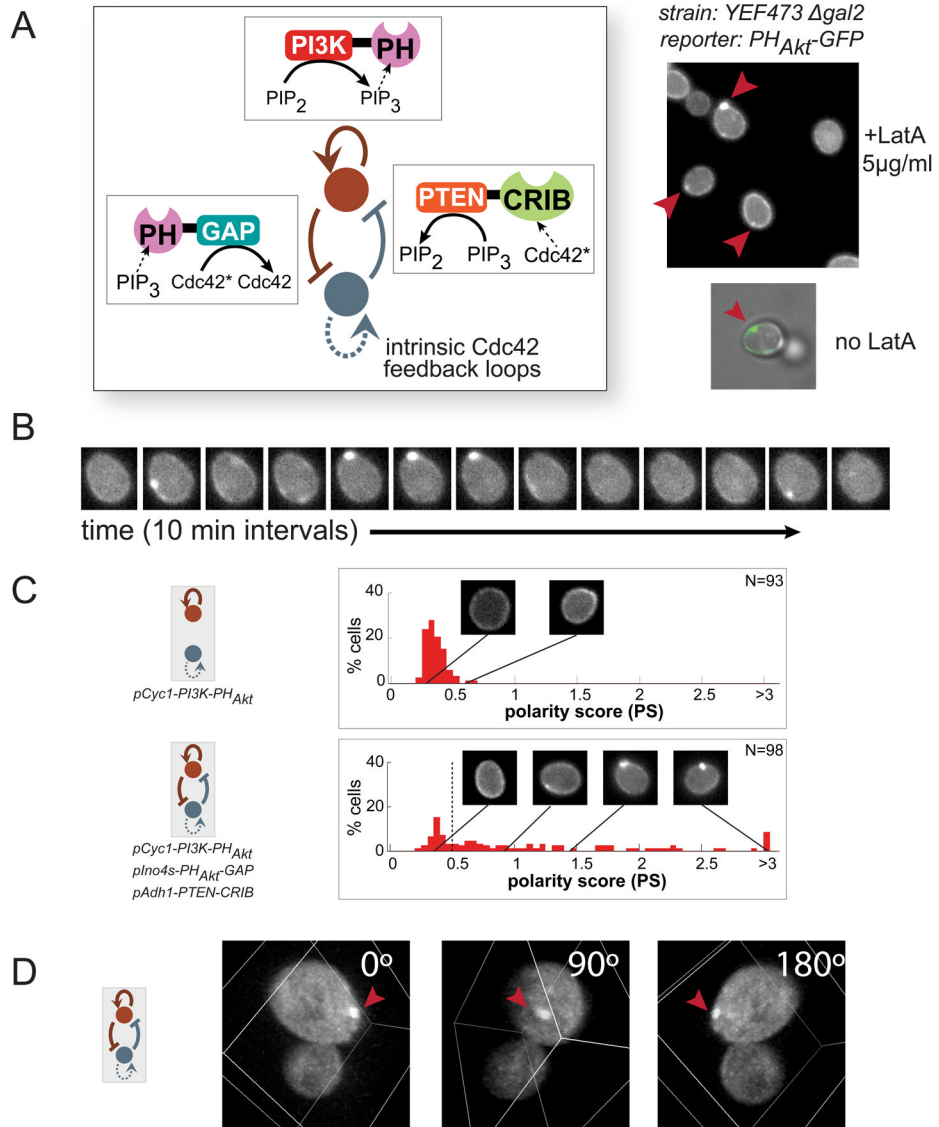 A
PI3K PH
PIP2 PIP3
PH GAP
PIP3 Cdc42* Cdc42
PTEN CRIB
PIP2 PIP3 Cdc42*
intrinsic Cdc42
feedback loops
strain: YEF473 Δgal2
reporter: PHAkt-GFP
+LatA
5µg/ml
no LatA
B
time (10 min intervals)
C
pCyc1-PI3K-PHAkt
N=93
% cells
40
20
0
0 0.5 1 1.5 2 2.5 >3
polarity score (PS)
pCyc1-PI3K-PHAkt
pIno4s-PHAkt-GAP
pAdh1-PTEN-CRIB
N=98
% cells
40
20
0
0 0.5 1 1.5 2 2.5 >3
polarity score (PS)
D
0o 90o 180o